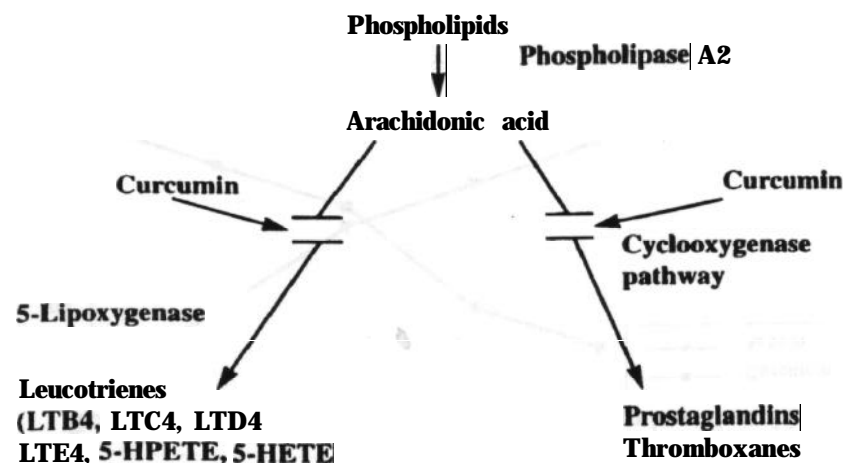 Phospholipids
Phospholipase A2
Arachidonic acid
Curcumin
Curcumin
Cyclooxygenase
pathway
5-Lipoxygenase
Leucotrienes
(LTB4, LTC4, LTD4
LTE4, 5-HPETE, 5-HETE
Prostaglandins
Thromboxanes